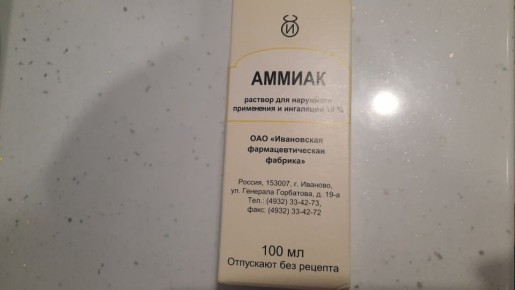 И
АММИАК
раствор для наружного
применения и ингаляций 10 %
ОАО «Ивановская
фармацевтическая
фабрика»
Россия, 153007, г. Иваново,
ул. Генерала Горбатова, д. 19-а
Тел.: (4932) 33-42-73,
факс: (4932) 33-42-72
100 мл
Отпускают без рецепта